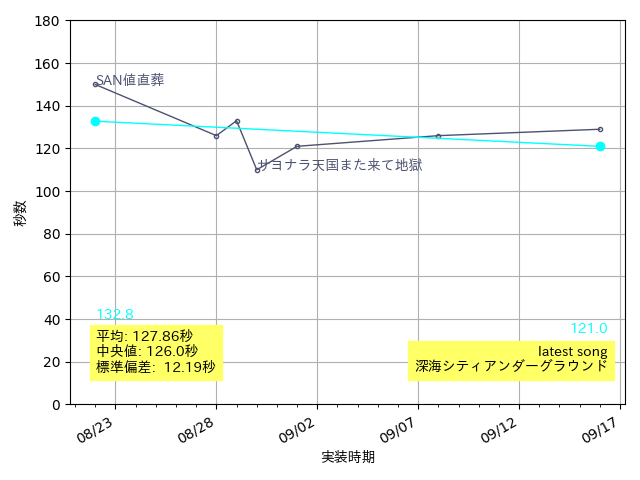 180
160
140
120
100
80
60
40
20
0
秒数
SAN値直葬
サヨナラ天国また来て地獄
132.8
121.0
平均: 127.86秒
中央値: 126.0秒
標準偏差: 12.19秒
latest song
深海シティアンダーグラウンド
08/23
08/28
09/02
09/07
09/12
09/17
実装時期